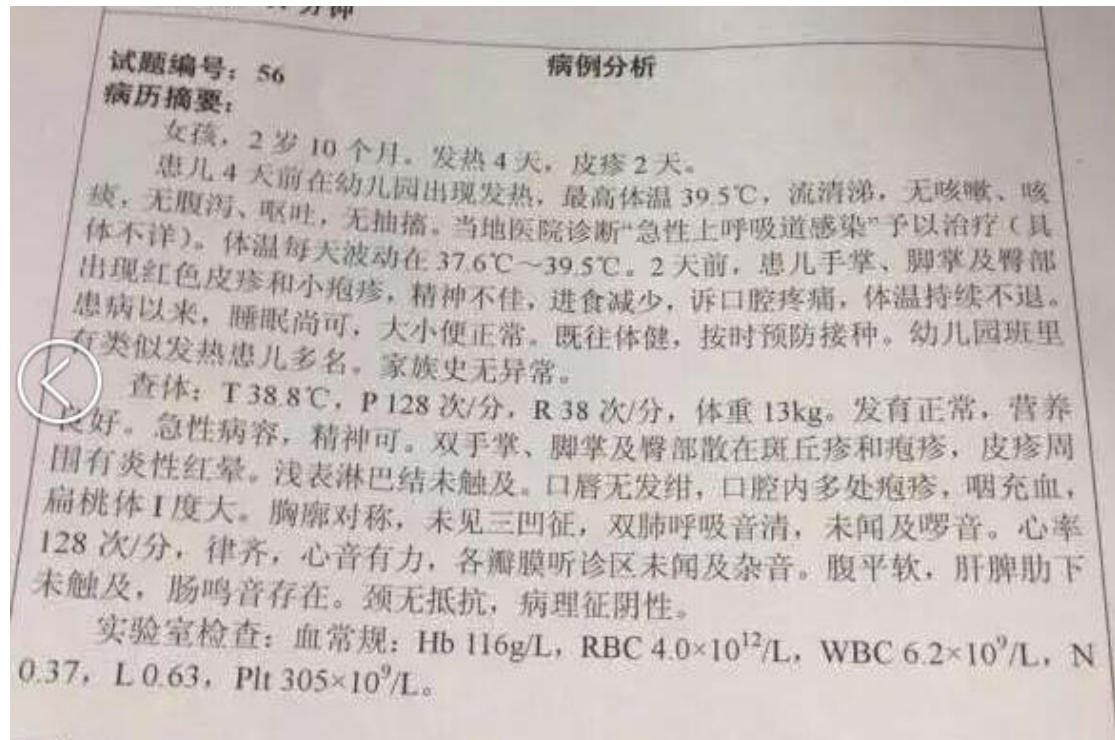 分钟
试题编号：56 病例分析
病历摘要：
女孩，2岁10个月。发热4天，皮疹2天。
患儿4天前在幼儿园出现发热，最高体温39.5℃，流清涕，无咳嗽、咳
痰，无腹泻、呕吐，无抽搐。当地医院诊断“急性上呼吸道感染”予以治疗（具
体不详）。体温每天波动在37.6℃～39.5℃。2天前，患儿手掌、脚掌及臀部
出现红色皮疹和小疱疹，精神不佳，进食减少，诉口腔疼痛，体温持续不退。
患病以来，睡眠尚可，大小便正常。既往体健，按时预防接种。幼儿园班里
有类似发热患儿多名。家族史无异常。
查体：T 38.8℃，P 128次/分，R 38次/分，体重13kg。发育正常，营养
良好。急性病容，精神可。双手掌、脚掌及臀部散在斑丘疹和疱疹，皮疹周
围有炎性红晕。浅表淋巴结未触及。口唇无发绀，口腔内多处疱疹，咽充血，
扁桃体Ⅰ度大。胸廓对称，未见三凹征，双肺呼吸音清，未闻及啰音。心率
128次/分，律齐，心音有力，各瓣膜听诊区未闻及杂音。腹平软，肝脾肋下
未触及，肠鸣音存在。颈无抵抗，病理征阴性。
实验室检查：血常规：Hb 116g/L，RBC 4.0×10¹²/L，WBC 6.2×10⁹/L，N
0.37，L 0.63，Plt 305×10⁹/L。